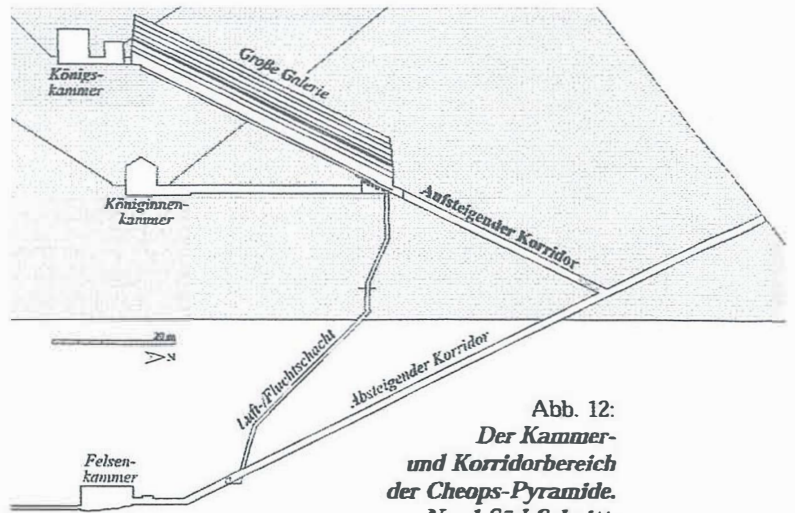 Große Galerie
Königs-
kammer
Königinnen-
kammer
Aufsteigender Korridor
20 m
N
Luft-/Fluchtschacht
Absteigender Korridor
Felsen-
kammer
Abb. 12:
Der Kammer-
und Korridorbereich
der Cheops-Pyramide.